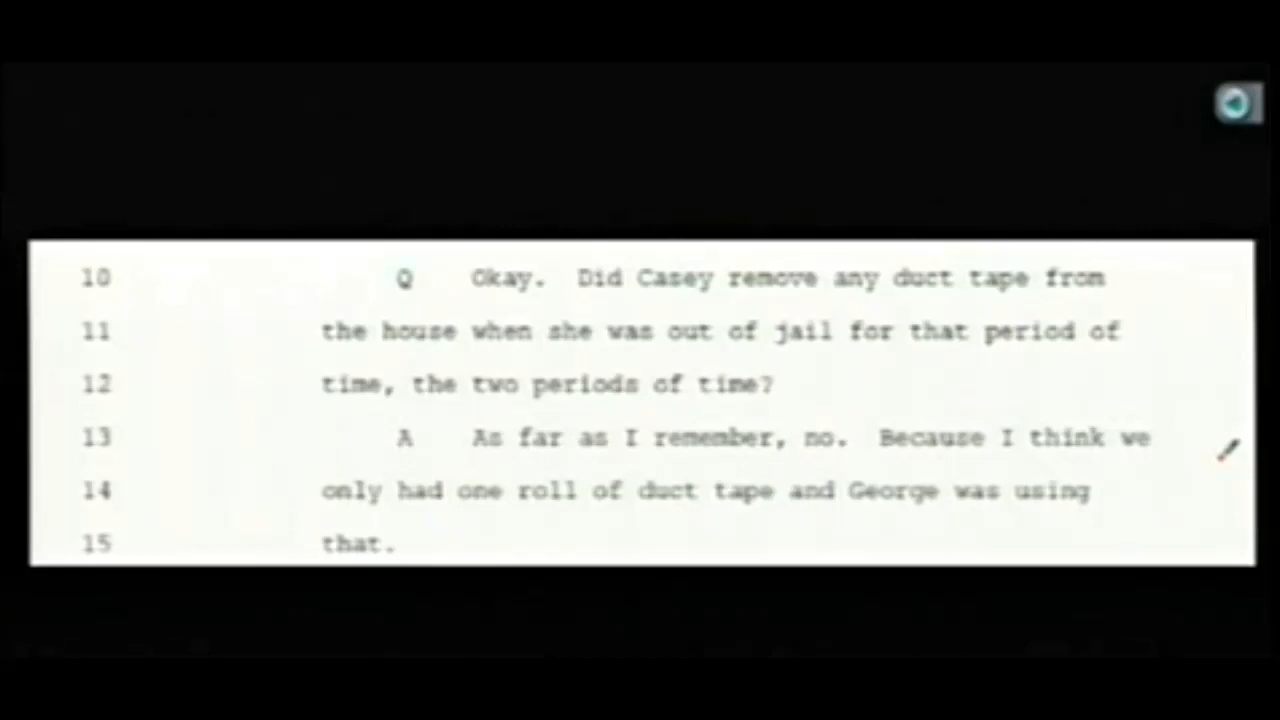 10 Q Okay. Did Casey remove any duct tape from
11 the house when she was out of jail for that period of
12 time, the two periods of time?
13 A As far as I remember, no. Because I think we
14 only had one roll of duct tape and George was using
15 that.